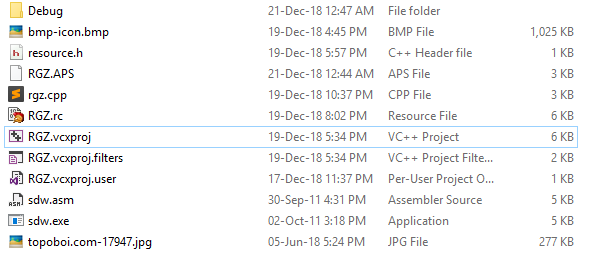 Debug 21-Dec-18 12:47 AM File folder
bmp-icon.bmp 19-Dec-18 4:45 PM BMP File 1,025 KB
resource.h 19-Dec-18 5:57 PM C++ Header file 1 KB
RGZ.APS 21-Dec-18 12:44 AM APS File 3 KB
rgz.cpp 19-Dec-18 10:37 PM CPP File 3 KB
RGZ.rc 19-Dec-18 8:02 PM Resource File 6 KB
RGZ.vcxproj 19-Dec-18 5:34 PM VC++ Project 6 KB
RGZ.vcxproj.filters 19-Dec-18 5:34 PM VC++ Project Filte... 2 KB
RGZ.vcxproj.user 17-Dec-18 11:37 PM Per-User Project O... 1 KB
ASM sdw.asm 30-Sep-11 4:31 PM Assembler Source 5 KB
sdw.exe 02-Oct-11 3:18 PM Application 5 KB
topoboi.com-17947.jpg 05-Jun-18 5:24 PM JPG File 277 KB